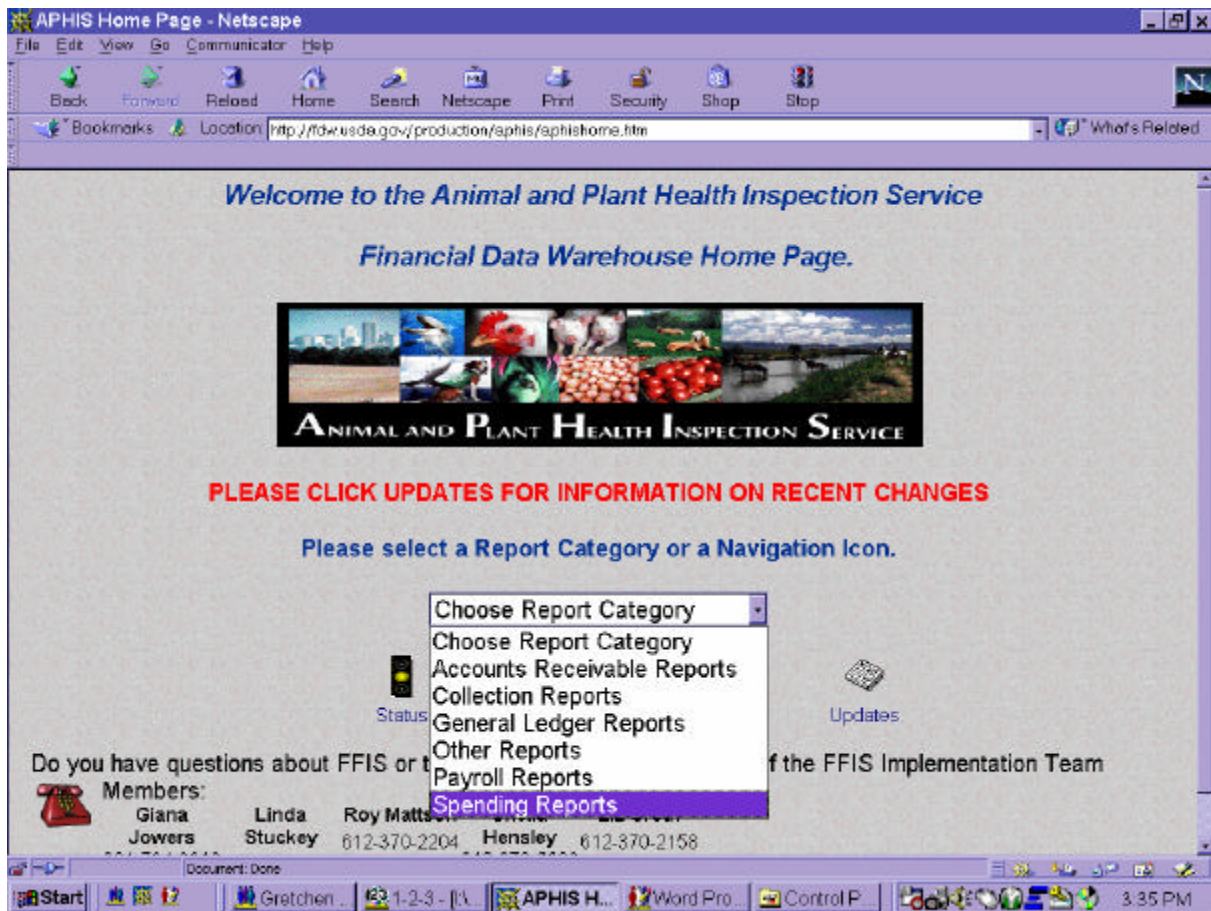 APHIS Home Page - Netscape
File Edit View Go Communicator Help
Back Forward Reload Home Search Netscape Print Security Shop Stop
N
Bookmarks Location: http://fdw.usda.gov/production/aphis/aphishome.htm What's Related
Welcome to the Animal and Plant Health Inspection Service
Financial Data Warehouse Home Page.
ANIMAL AND PLANT HEALTH INSPECTION SERVICE
PLEASE CLICK UPDATES FOR INFORMATION ON RECENT CHANGES
Please select a Report Category or a Navigation Icon.
Choose Report Category
Choose Report Category
Accounts Receivable Reports
Collection Reports
General Ledger Reports
Other Reports
Payroll Reports
Spending Reports
Status
Updates
Do you have questions about FFIS or t f the FFIS Implementation Team
Members:
Giana Linda Roy Matts
Jowers Stuckey 612-370-2204 Hensley 612-370-2158
Document: Done
Start Gretchen .. 1-2-3 - [I:\.. APHIS H... Word Pro... Control P... 3:35 PM